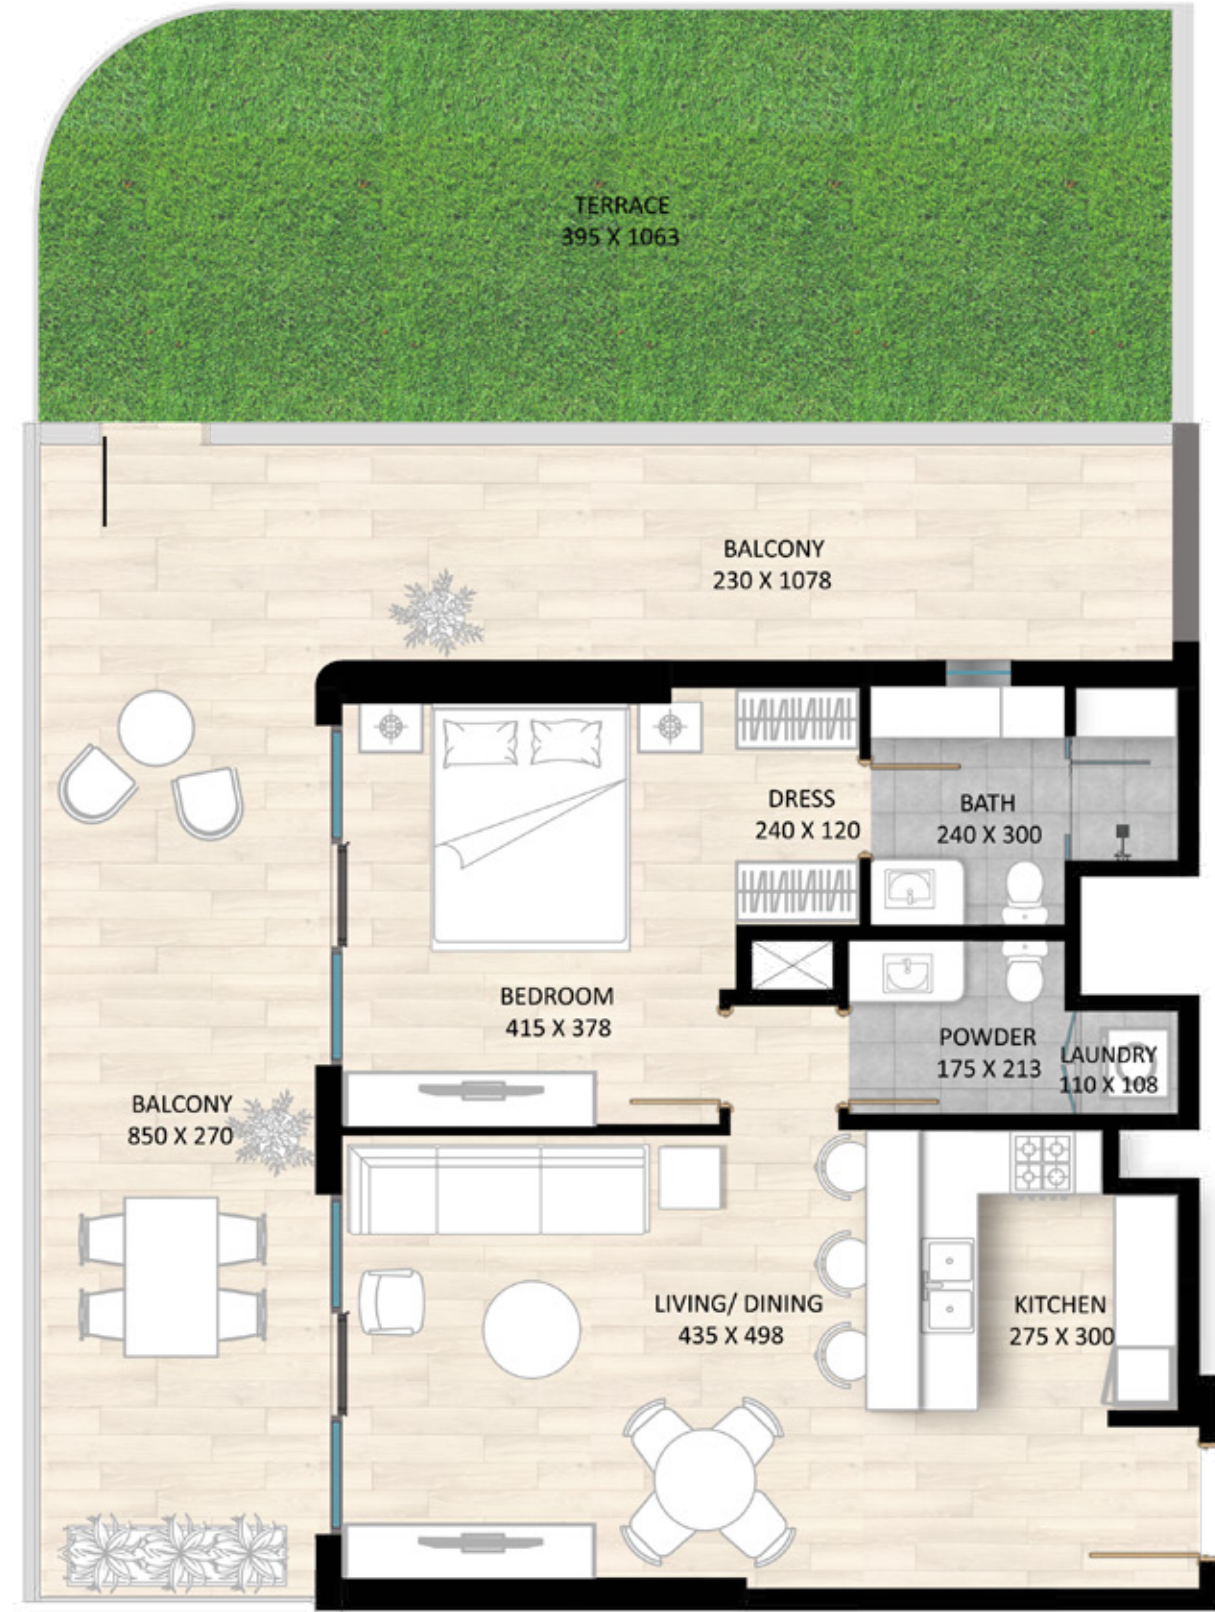 TERRACE
395 X 1063
BALCONY
230 X 1078
DRESS
240 X 120
BATH
240 X 300
BEDROOM
415 X 378
POWDER
175 X 213
LAUNDRY
110 X 108
BALCONY
850 X 270
LIVING/ DINING
435 X 498
KITCHEN
275 X 300